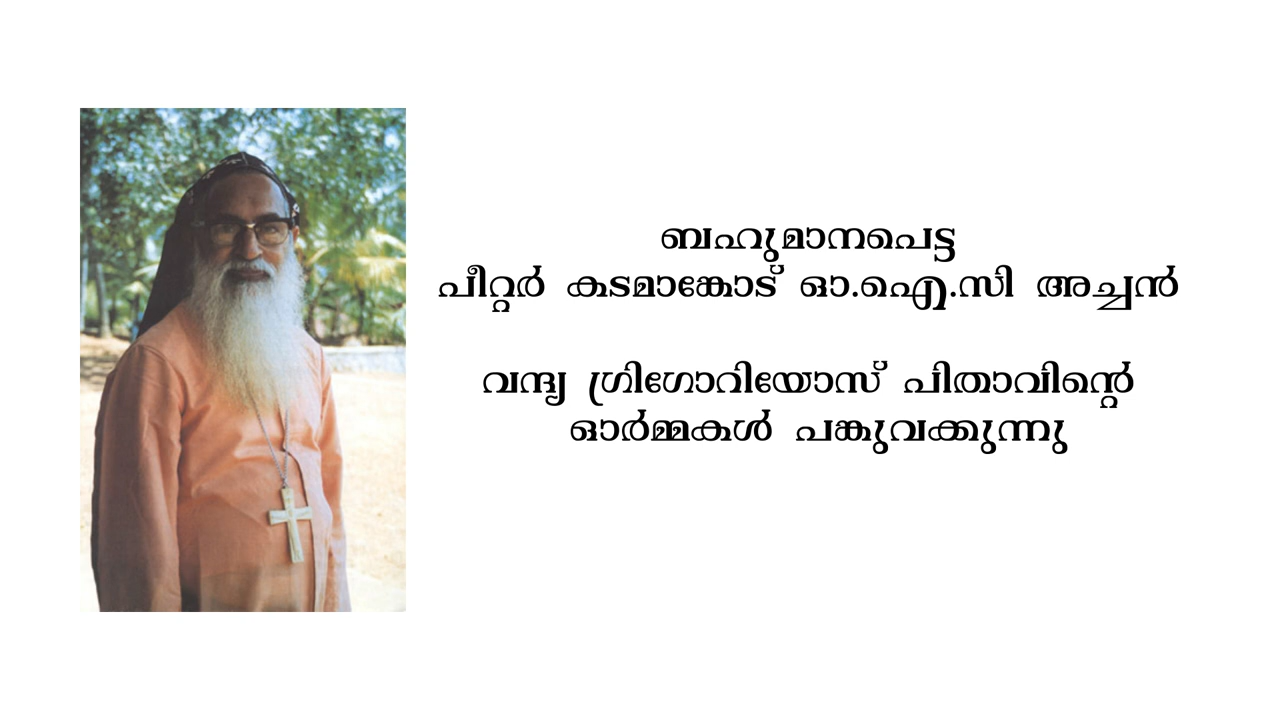 ബഹുമാനപെട്ട
പീറ്റർ കടമാങ്കോട് ഓ.ഐ.സി അച്ചൻ
വന്ദ്യ ഗ്രിഗോറിയോസ് പിതാവിന്റെ
ഓർമ്മകൾ പങ്കുവക്കുന്നു